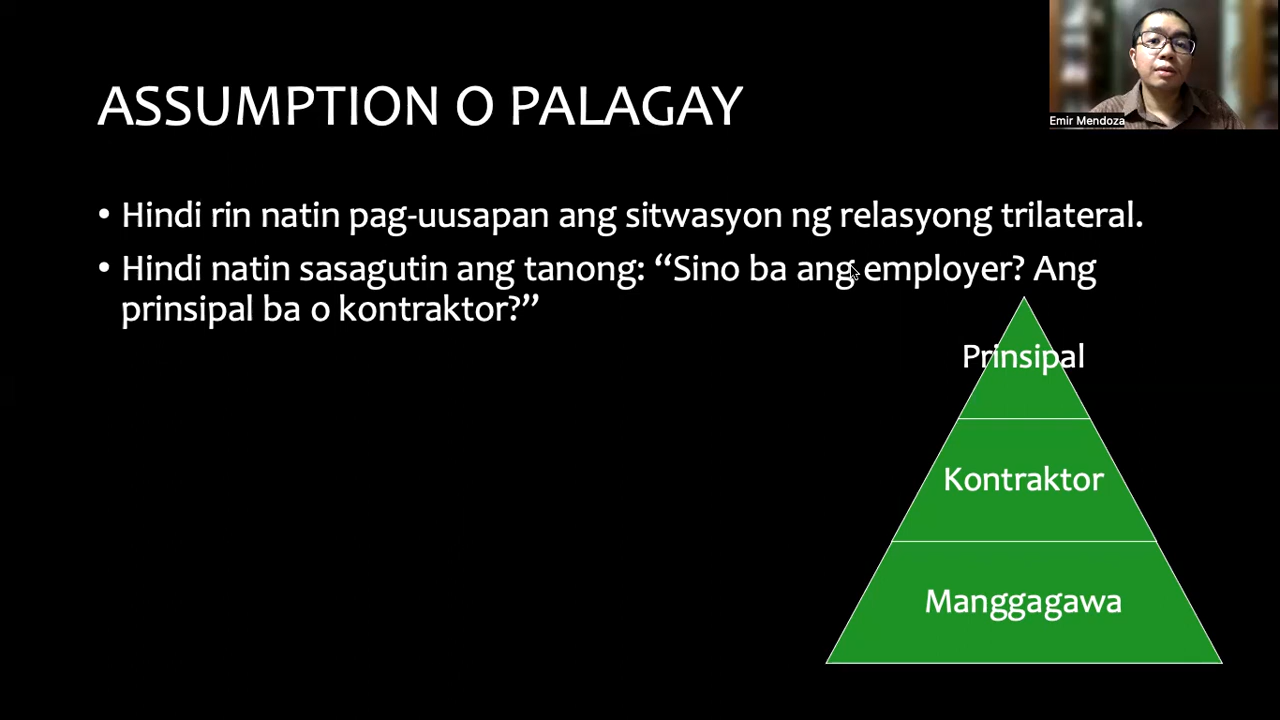 ASSUMPTION O PALAGAY
Emir Mendoza
• Hindi rin natin pag-uusapan ang sitwasyon ng relasyong trilateral.
• Hindi natin sasagutin ang tanong: “Sino ba ang employer? Ang
prinsipal ba o kontraktor?”
Prinsipal
Kontraktor
Manggagawa